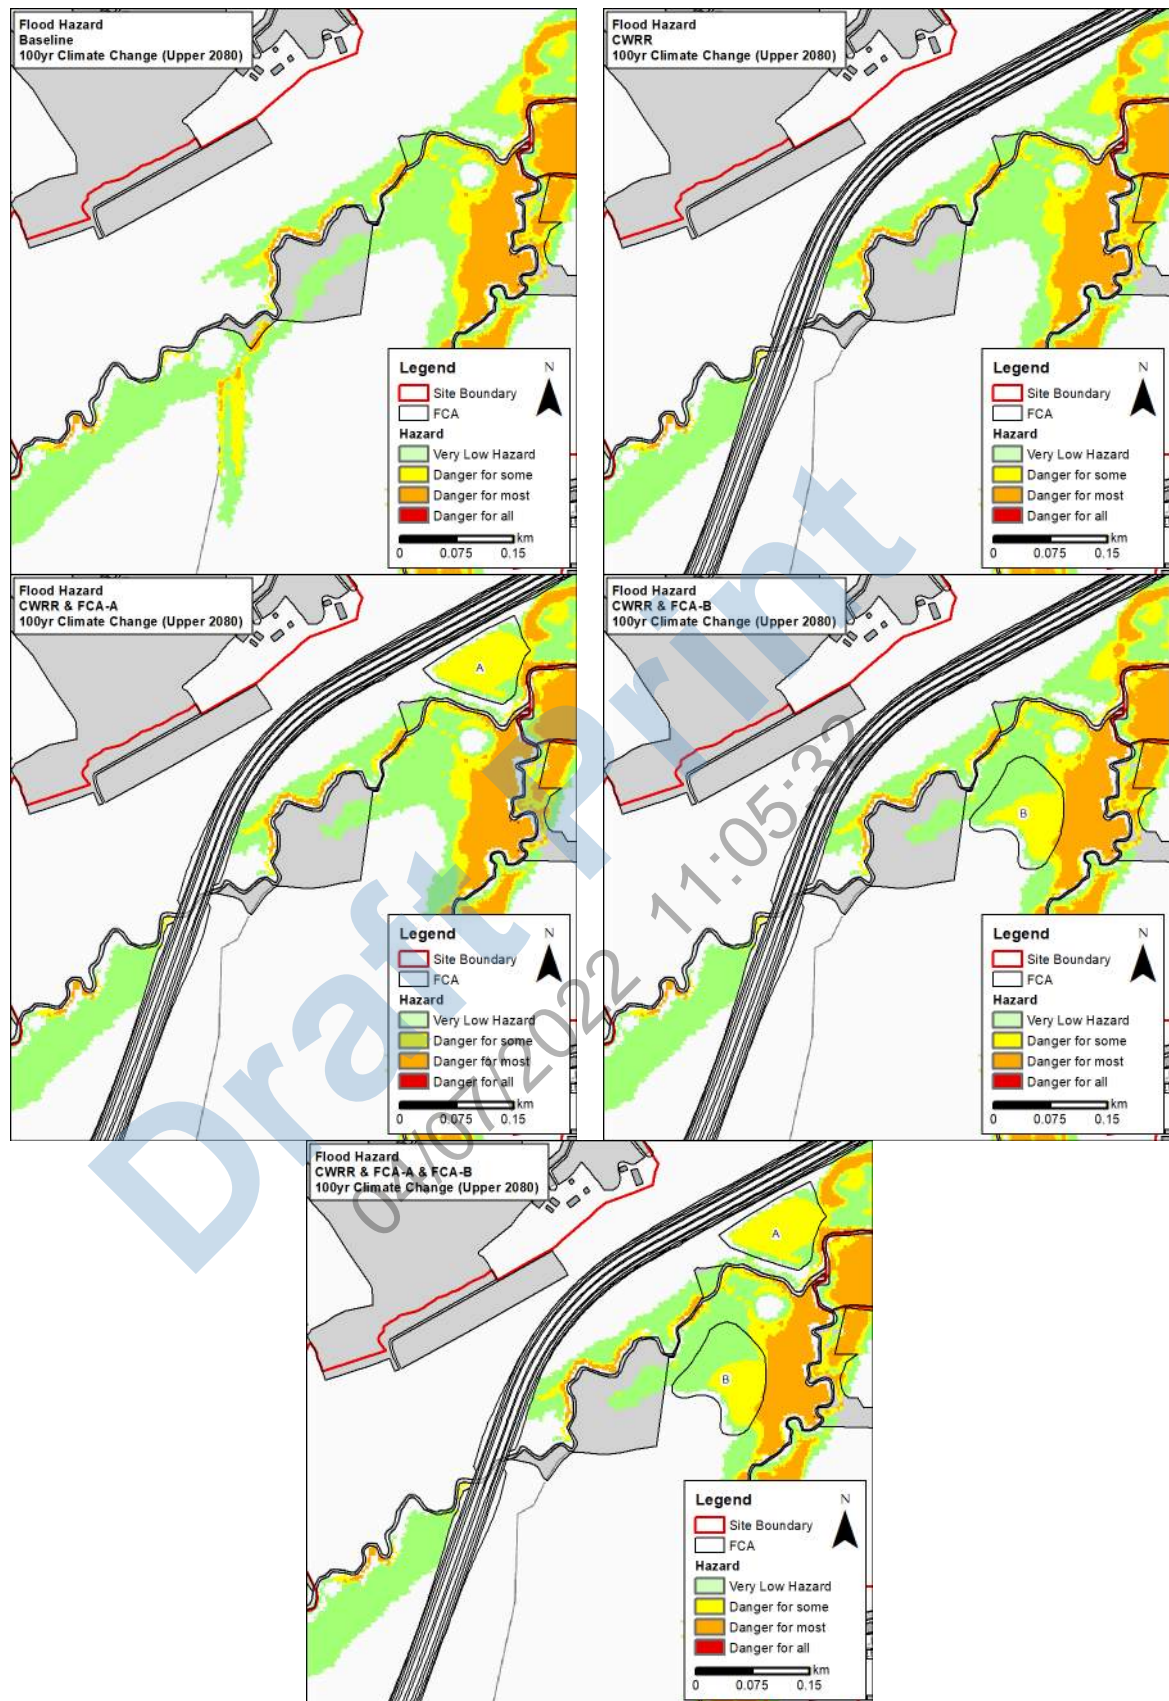 Flood Hazard
Baseline
100yr Climate Change (Upper 2080)
Legend
N
Site Boundary
FCA
Hazard
Very Low Hazard
Danger for some
Danger for most
Danger for all
km
0 0.075 0.15
Flood Hazard
CWRR
100yr Climate Change (Upper 2080)
Legend
N
Site Boundary
FCA
Hazard
Very Low Hazard
Danger for some
Danger for most
Danger for all
km
0 0.075 0.15
Flood Hazard
CWRR & FCA-A
100yr Climate Change (Upper 2080)
A
Legend
N
Site Boundary
FCA
Hazard
Very Low Hazard
Danger for some
Danger for most
Danger for all
km
0 0.075 0.15
Flood Hazard
CWRR & FCA-B
100yr Climate Change (Upper 2080)
B
Legend
N
Site Boundary
FCA
Hazard
Very Low Hazard
Danger for some
Danger for most
Danger for all
km
0 0.075 0.15
Flood Hazard
CWRR & FCA-A & FCA-B
100yr Climate Change (Upper 2080)
A
B
Legend
N
Site Boundary
FCA
Hazard
Very Low Hazard
Danger for some
Danger for most
Danger for all
km
0 0.075 0.15
Draft Print
04/07/2022 11:05:32